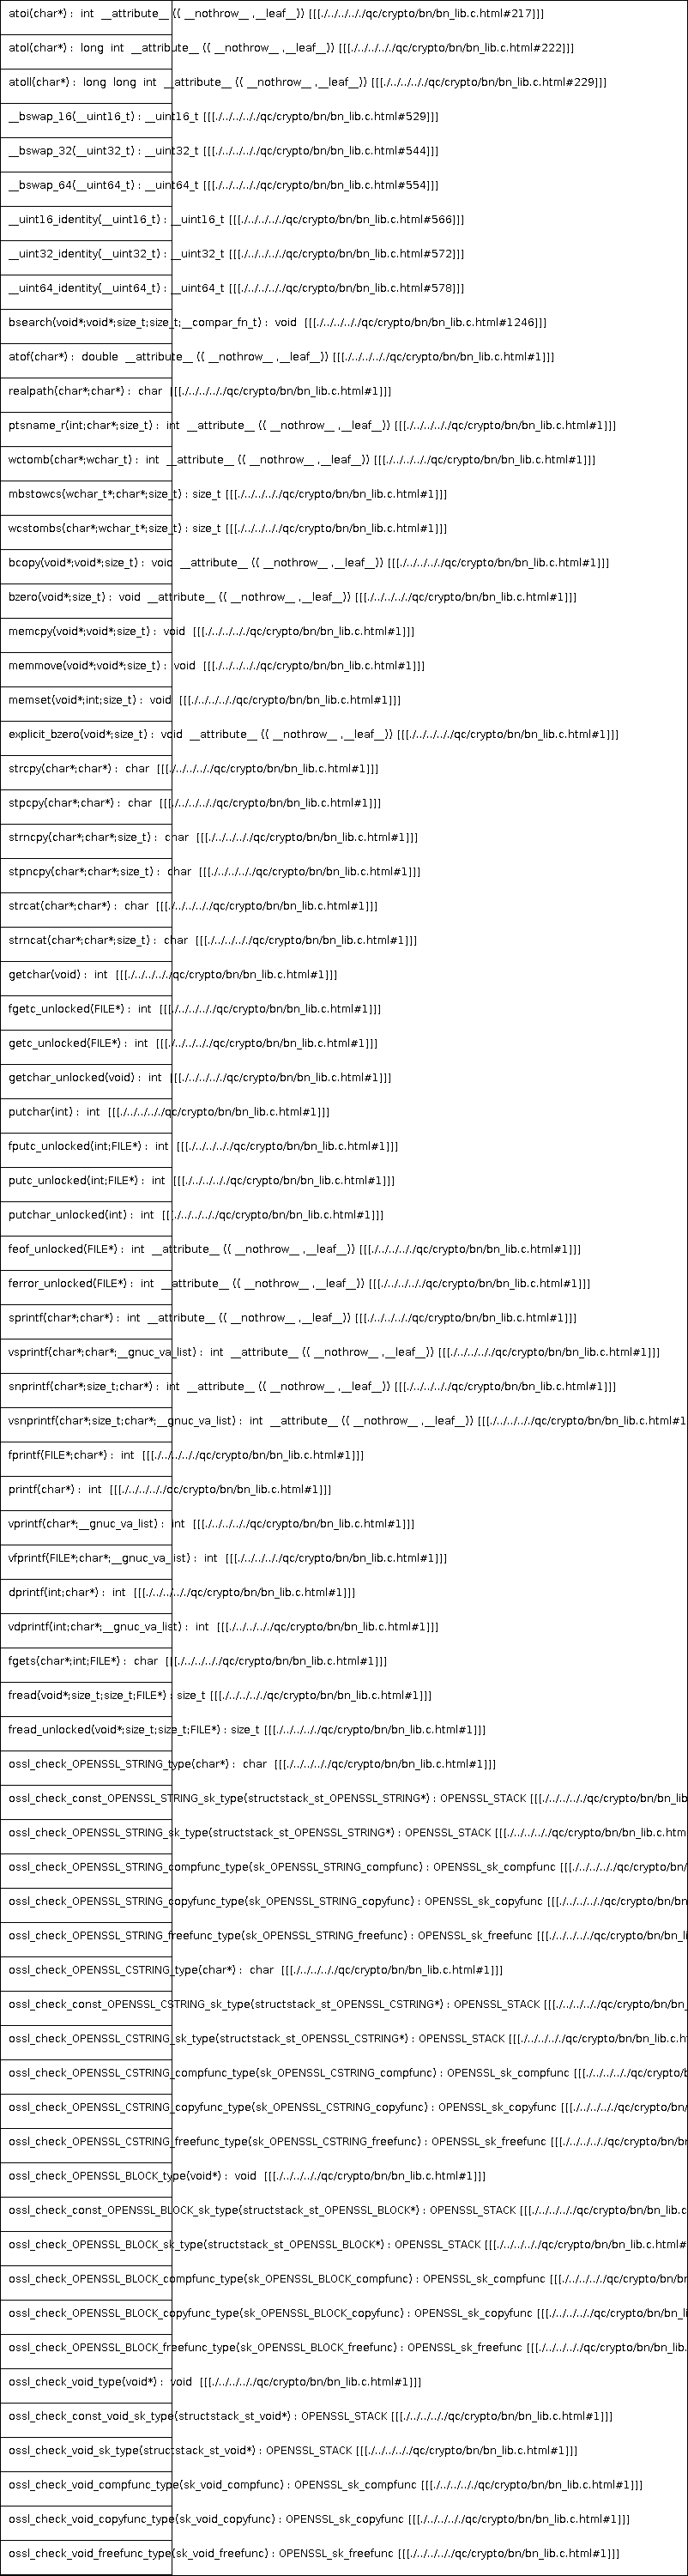 atoi(char*) :  int  __attribute__ (( __nothrow__ ,__leaf__)) [[[./../../../../qc/crypto/bn/bn_lib.c.html#217]]]
atol(char*) :  long  int  __attribute__ (( __nothrow__ ,__leaf__)) [[[./../../../../qc/crypto/bn/bn_lib.c.html#222]]]
atoll(char*) :  long  long  int  __attribute__ (( __nothrow__ ,__leaf__)) [[[./../../../../qc/crypto/bn/bn_lib.c.html#229]]]
__bswap_16(__uint16_t) : __uint16_t [[[./../../../../qc/crypto/bn/bn_lib.c.html#529]]]
__bswap_32(__uint32_t) : __uint32_t [[[./../../../../qc/crypto/bn/bn_lib.c.html#544]]]
__bswap_64(__uint64_t) : __uint64_t [[[./../../../../qc/crypto/bn/bn_lib.c.html#554]]]
__uint16_identity(__uint16_t) : __uint16_t [[[./../../../../qc/crypto/bn/bn_lib.c.html#566]]]
__uint32_identity(__uint32_t) : __uint32_t [[[./../../../../qc/crypto/bn/bn_lib.c.html#572]]]
__uint64_identity(__uint64_t) : __uint64_t [[[./../../../../qc/crypto/bn/bn_lib.c.html#578]]]
bsearch(void*;void*;size_t;size_t;__compar_fn_t) :  void  [[[./../../../../qc/crypto/bn/bn_lib.c.html#1246]]]
atof(char*) :  double  __attribute__ (( __nothrow__ ,__leaf__)) [[[./../../../../qc/crypto/bn/bn_lib.c.html#1]]]
realpath(char*;char*) :  char  [[[./../../../../qc/crypto/bn/bn_lib.c.html#1]]]
ptsname_r(int;char*;size_t) :  int  __attribute__ (( __nothrow__ ,__leaf__)) [[[./../../../../qc/crypto/bn/bn_lib.c.html#1]]]
wctomb(char*;wchar_t) :  int  __attribute__ (( __nothrow__ ,__leaf__)) [[[./../../../../qc/crypto/bn/bn_lib.c.html#1]]]
mbstowcs(wchar_t*;char*;size_t) : size_t [[[./../../../../qc/crypto/bn/bn_lib.c.html#1]]]
wcstombs(char*;wchar_t*;size_t) : size_t [[[./../../../../qc/crypto/bn/bn_lib.c.html#1]]]
bcopy(void*;void*;size_t) :  void  __attribute__ (( __nothrow__ ,__leaf__)) [[[./../../../../qc/crypto/bn/bn_lib.c.html#1]]]
bzero(void*;size_t) :  void  __attribute__ (( __nothrow__ ,__leaf__)) [[[./../../../../qc/crypto/bn/bn_lib.c.html#1]]]
memcpy(void*;void*;size_t) :  void  [[[./../../../../qc/crypto/bn/bn_lib.c.html#1]]]
memmove(void*;void*;size_t) :  void  [[[./../../../../qc/crypto/bn/bn_lib.c.html#1]]]
memset(void*;int;size_t) :  void  [[[./../../../../qc/crypto/bn/bn_lib.c.html#1]]]
explicit_bzero(void*;size_t) :  void  __attribute__ (( __nothrow__ ,__leaf__)) [[[./../../../../qc/crypto/bn/bn_lib.c.html#1]]]
strcpy(char*;char*) :  char  [[[./../../../../qc/crypto/bn/bn_lib.c.html#1]]]
stpcpy(char*;char*) :  char  [[[./../../../../qc/crypto/bn/bn_lib.c.html#1]]]
strncpy(char*;char*;size_t) :  char  [[[./../../../../qc/crypto/bn/bn_lib.c.html#1]]]
stpncpy(char*;char*;size_t) :  char  [[[./../../../../qc/crypto/bn/bn_lib.c.html#1]]]
strcat(char*;char*) :  char  [[[./../../../../qc/crypto/bn/bn_lib.c.html#1]]]
strncat(char*;char*;size_t) :  char  [[[./../../../../qc/crypto/bn/bn_lib.c.html#1]]]
getchar(void) :  int  [[[./../../../../qc/crypto/bn/bn_lib.c.html#1]]]
fgetc_unlocked(FILE*) :  int  [[[./../../../../qc/crypto/bn/bn_lib.c.html#1]]]
getc_unlocked(FILE*) :  int  [[[./../../../../qc/crypto/bn/bn_lib.c.html#1]]]
getchar_unlocked(void) :  int  [[[./../../../../qc/crypto/bn/bn_lib.c.html#1]]]
putchar(int) :  int  [[[./../../../../qc/crypto/bn/bn_lib.c.html#1]]]
fputc_unlocked(int;FILE*) :  int  [[[./../../../../qc/crypto/bn/bn_lib.c.html#1]]]
putc_unlocked(int;FILE*) :  int  [[[./../../../../qc/crypto/bn/bn_lib.c.html#1]]]
putchar_unlocked(int) :  int  [[[./../../../../qc/crypto/bn/bn_lib.c.html#1]]]
feof_unlocked(FILE*) :  int  __attribute__ (( __nothrow__ ,__leaf__)) [[[./../../../../qc/crypto/bn/bn_lib.c.html#1]]]
ferror_unlocked(FILE*) :  int  __attribute__ (( __nothrow__ ,__leaf__)) [[[./../../../../qc/crypto/bn/bn_lib.c.html#1]]]
sprintf(char*;char*) :  int  __attribute__ (( __nothrow__ ,__leaf__)) [[[./../../../../qc/crypto/bn/bn_lib.c.html#1]]]
vsprintf(char*;char*;__gnuc_va_list) :  int  __attribute__ (( __nothrow__ ,__leaf__)) [[[./../../../../qc/crypto/bn/bn_lib.c.html#1]]]
snprintf(char*;size_t;char*) :  int  __attribute__ (( __nothrow__ ,__leaf__)) [[[./../../../../qc/crypto/bn/bn_lib.c.html#1]]]
vsnprintf(char*;size_t;char*;__gnuc_va_list) :  int  __attribute__ (( __nothrow__ ,__leaf__)) [[[./../../../../qc/crypto/bn/bn_lib.c.html#1
fprintf(FILE*;char*) :  int  [[[./../../../../qc/crypto/bn/bn_lib.c.html#1]]]
printf(char*) :  int  [[[./../../../../qc/crypto/bn/bn_lib.c.html#1]]]
vprintf(char*;__gnuc_va_list) :  int  [[[./../../../../qc/crypto/bn/bn_lib.c.html#1]]]
vfprintf(FILE*;char*;__gnuc_va_list) :  int  [[[./../../../../qc/crypto/bn/bn_lib.c.html#1]]]
dprintf(int;char*) :  int  [[[./../../../../qc/crypto/bn/bn_lib.c.html#1]]]
vdprintf(int;char*;__gnuc_va_list) :  int  [[[./../../../../qc/crypto/bn/bn_lib.c.html#1]]]
fgets(char*;int;FILE*) :  char  [[[./../../../../qc/crypto/bn/bn_lib.c.html#1]]]
fread(void*;size_t;size_t;FILE*) : size_t [[[./../../../../qc/crypto/bn/bn_lib.c.html#1]]]
fread_unlocked(void*;size_t;size_t;FILE*) : size_t [[[./../../../../qc/crypto/bn/bn_lib.c.html#1]]]
ossl_check_OPENSSL_STRING_type(char*) :  char  [[[./../../../../qc/crypto/bn/bn_lib.c.html#1]]]
ossl_check_const_OPENSSL_STRING_sk_type(structstack_st_OPENSSL_STRING*) : OPENSSL_STACK [[[./../../../../qc/crypto/bn/bn_lib
ossl_check_OPENSSL_STRING_sk_type(structstack_st_OPENSSL_STRING*) : OPENSSL_STACK [[[./../../../../qc/crypto/bn/bn_lib.c.htm
ossl_check_OPENSSL_STRING_compfunc_type(sk_OPENSSL_STRING_compfunc) : OPENSSL_sk_compfunc [[[./../../../../qc/crypto/bn/
ossl_check_OPENSSL_STRING_copyfunc_type(sk_OPENSSL_STRING_copyfunc) : OPENSSL_sk_copyfunc [[[./../../../../qc/crypto/bn/bn
ossl_check_OPENSSL_STRING_freefunc_type(sk_OPENSSL_STRING_freefunc) : OPENSSL_sk_freefunc [[[./../../../../qc/crypto/bn/bn_li
ossl_check_OPENSSL_CSTRING_type(char*) :  char  [[[./../../../../qc/crypto/bn/bn_lib.c.html#1]]]
ossl_check_const_OPENSSL_CSTRING_sk_type(structstack_st_OPENSSL_CSTRING*) : OPENSSL_STACK [[[./../../../../qc/crypto/bn/bn_
ossl_check_OPENSSL_CSTRING_sk_type(structstack_st_OPENSSL_CSTRING*) : OPENSSL_STACK [[[./../../../../qc/crypto/bn/bn_lib.c.ht
ossl_check_OPENSSL_CSTRING_compfunc_type(sk_OPENSSL_CSTRING_compfunc) : OPENSSL_sk_compfunc [[[./../../../../qc/crypto/b
ossl_check_OPENSSL_CSTRING_copyfunc_type(sk_OPENSSL_CSTRING_copyfunc) : OPENSSL_sk_copyfunc [[[./../../../../qc/crypto/bn/
ossl_check_OPENSSL_CSTRING_freefunc_type(sk_OPENSSL_CSTRING_freefunc) : OPENSSL_sk_freefunc [[[./../../../../qc/crypto/bn/bn
ossl_check_OPENSSL_BLOCK_type(void*) :  void  [[[./../../../../qc/crypto/bn/bn_lib.c.html#1]]]
ossl_check_const_OPENSSL_BLOCK_sk_type(structstack_st_OPENSSL_BLOCK*) : OPENSSL_STACK [[[./../../../../qc/crypto/bn/bn_lib.c
ossl_check_OPENSSL_BLOCK_sk_type(structstack_st_OPENSSL_BLOCK*) : OPENSSL_STACK [[[./../../../../qc/crypto/bn/bn_lib.c.html#
ossl_check_OPENSSL_BLOCK_compfunc_type(sk_OPENSSL_BLOCK_compfunc) : OPENSSL_sk_compfunc [[[./../../../../qc/crypto/bn/bn
ossl_check_OPENSSL_BLOCK_copyfunc_type(sk_OPENSSL_BLOCK_copyfunc) : OPENSSL_sk_copyfunc [[[./../../../../qc/crypto/bn/bn_li
ossl_check_OPENSSL_BLOCK_freefunc_type(sk_OPENSSL_BLOCK_freefunc) : OPENSSL_sk_freefunc [[[./../../../../qc/crypto/bn/bn_lib.
ossl_check_void_type(void*) :  void  [[[./../../../../qc/crypto/bn/bn_lib.c.html#1]]]
ossl_check_const_void_sk_type(structstack_st_void*) : OPENSSL_STACK [[[./../../../../qc/crypto/bn/bn_lib.c.html#1]]]
ossl_check_void_sk_type(structstack_st_void*) : OPENSSL_STACK [[[./../../../../qc/crypto/bn/bn_lib.c.html#1]]]
ossl_check_void_compfunc_type(sk_void_compfunc) : OPENSSL_sk_compfunc [[[./../../../../qc/crypto/bn/bn_lib.c.html#1]]]
ossl_check_void_copyfunc_type(sk_void_copyfunc) : OPENSSL_sk_copyfunc [[[./../../../../qc/crypto/bn/bn_lib.c.html#1]]]
ossl_check_void_freefunc_type(sk_void_freefunc) : OPENSSL_sk_freefunc [[[./../../../../qc/crypto/bn/bn_lib.c.html#1]]]